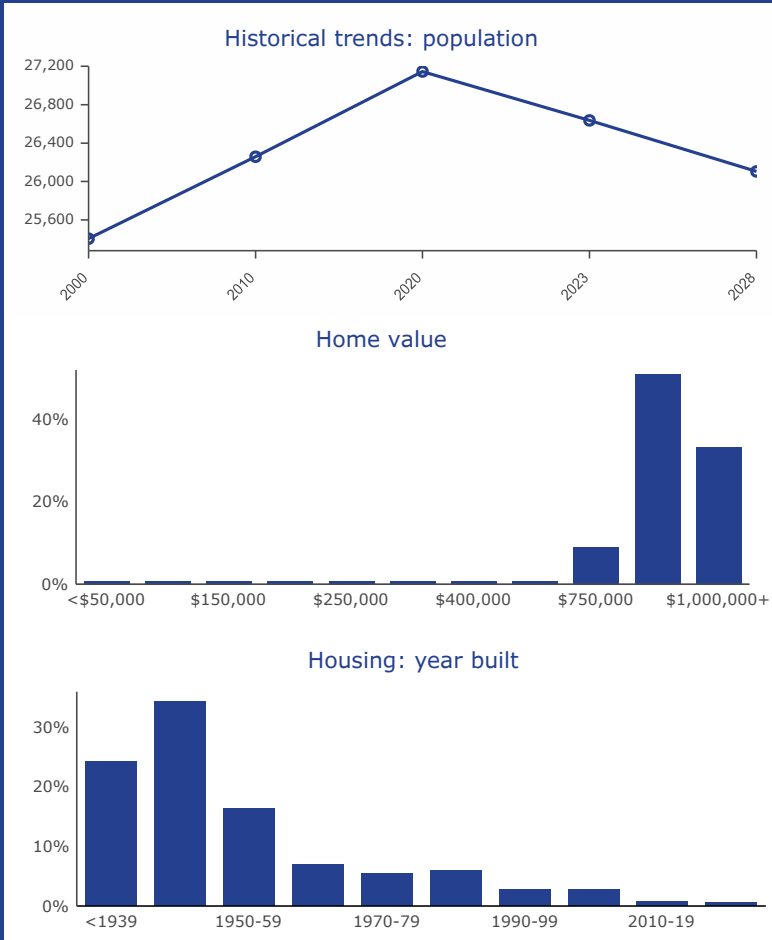 Historical trends: population
27,200
26,800
26,400
26,000
25,600
2000 2010 2020 2023 2028
Home value
40%
20%
0%
<$50,000 $150,000 $250,000 $400,000 $750,000 $1,000,000+
Housing: year built
30%
20%
10%
0%
<1939 1950-59 1970-79 1990-99 2010-19